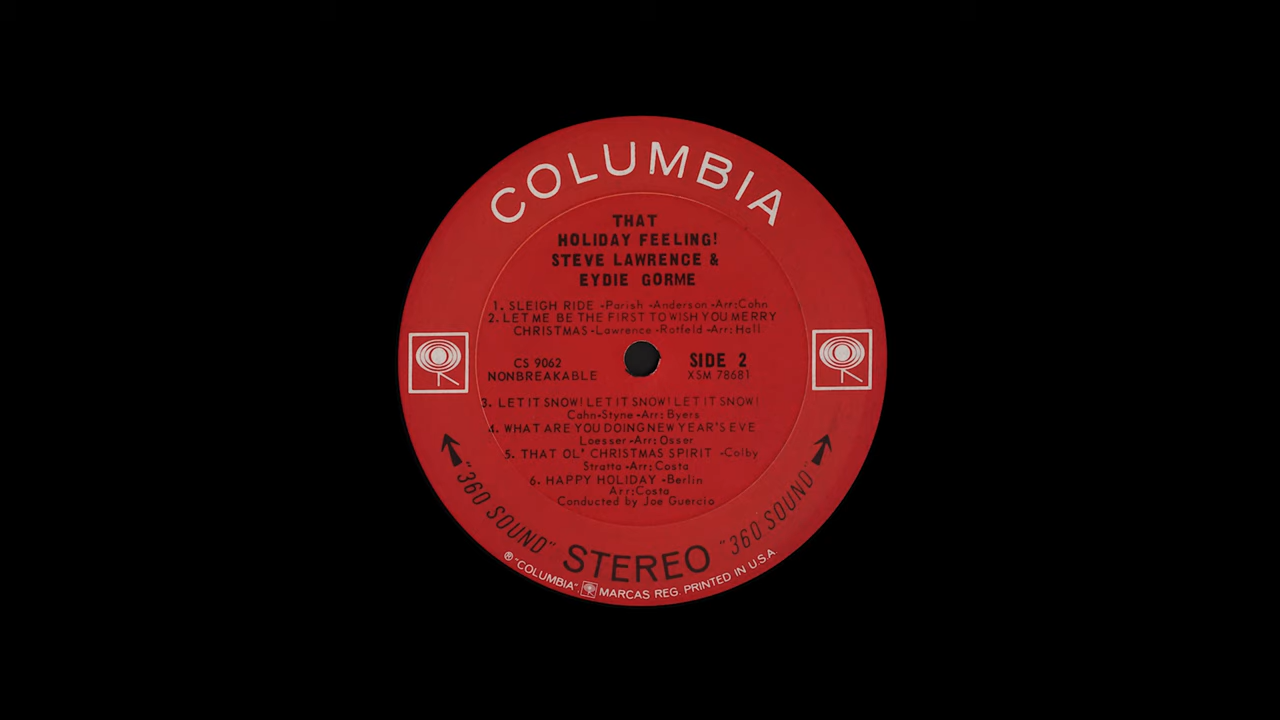 COLUMBIA
THAT
HOLIDAY FEELING!
STEVE LAWRENCE &
EYDIE GORME
1. SLEIGH RIDE -Parish -Anderson -Arr: Cahn
2. LET ME BE THE FIRST TO WISH YOU MERRY
CHRISTMAS -Lawrence -Rotfeld -Arr: Hall
CS 9062
NONBREAKABLE
SIDE 2
XSM 78681
3. LET IT SNOW! LET IT SNOW! LET IT SNOW!
Cahn-Styne-Arr: Byers
4. WHAT ARE YOU DOING NEW YEAR'S EVE
Loesser -Arr: Osser
5. THAT OL' CHRISTMAS SPIRIT -Colby
Stratta -Arr: Costa
6. HAPPY HOLIDAY -Berlin
Arr: Costa
Conducted by Joe Guercio
"360 SOUND" STEREO "360 SOUND"
® "COLUMBIA", MARCAS REG. PRINTED IN U.S.A.